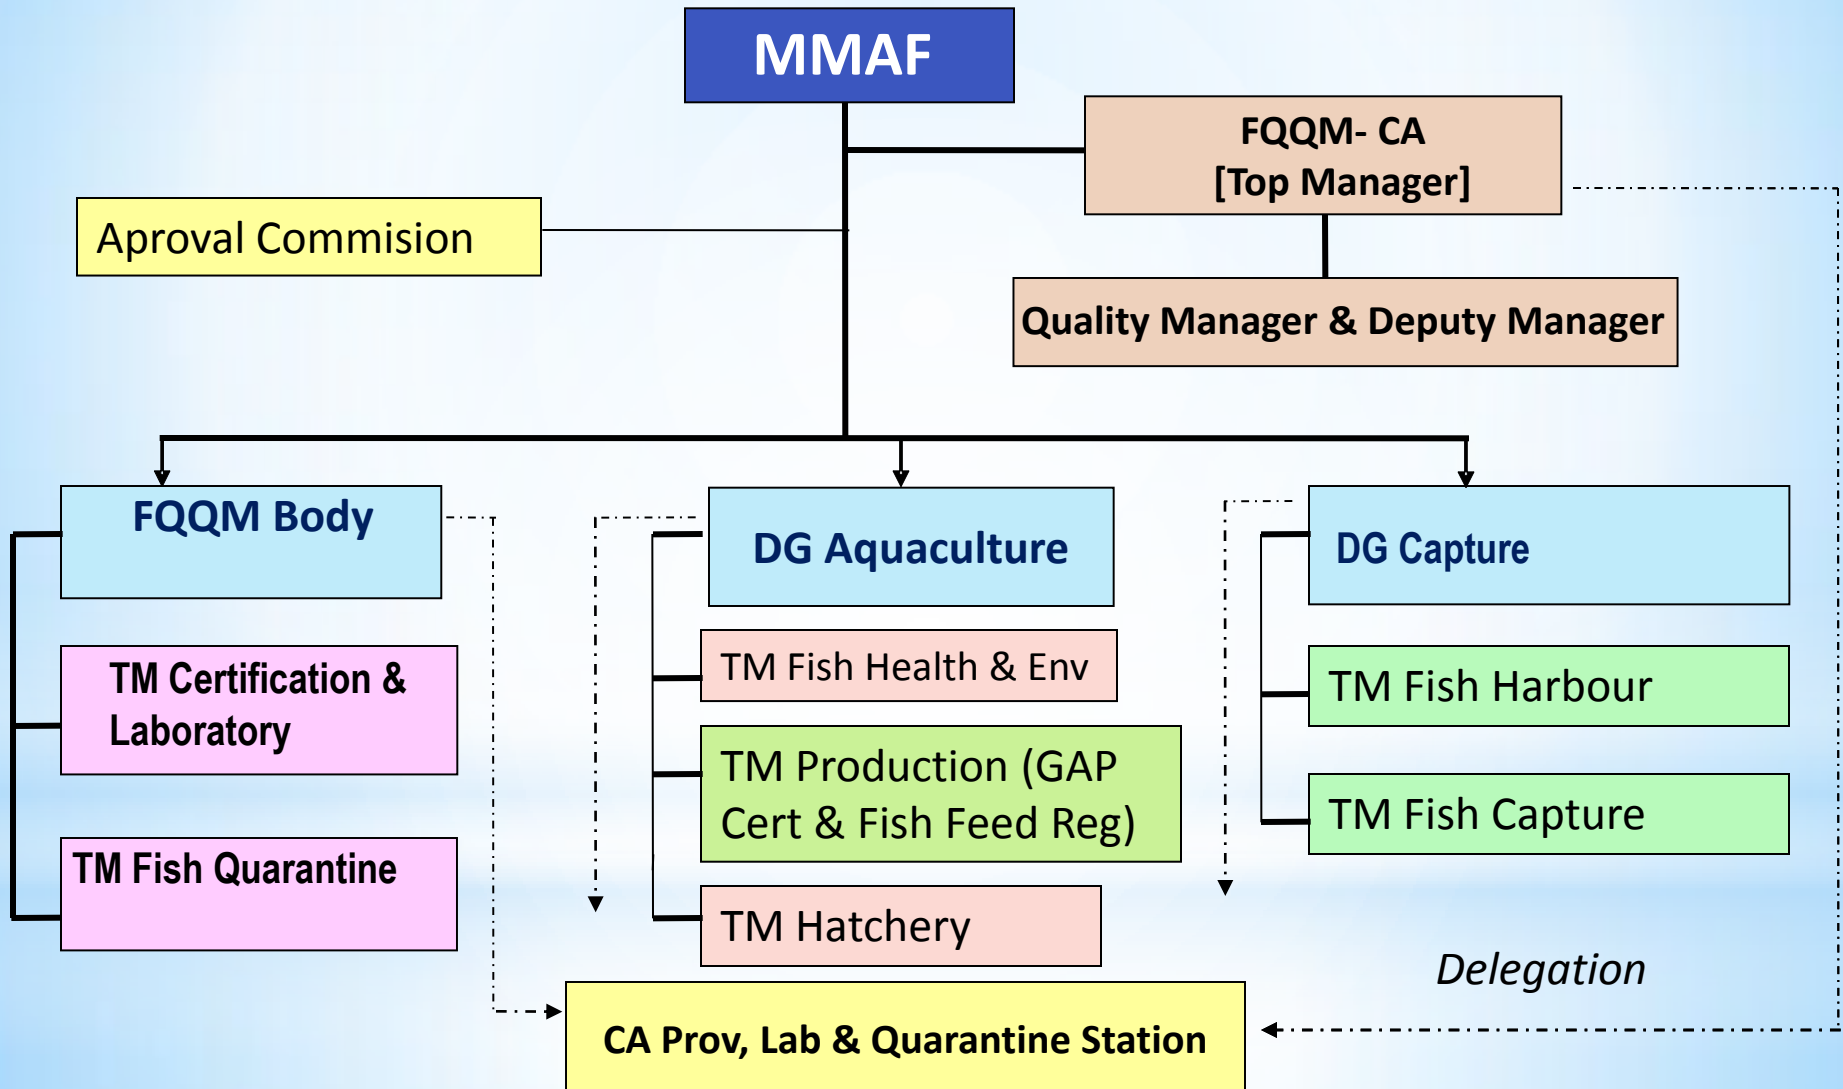 MMAF
FQQM- CA
[Top Manager]
Aproval Commision
Quality Manager & Deputy Manager
FQQM Body
DG Aquaculture
DG Capture
TM Certification &
Laboratory
TM Fish Quarantine
TM Fish Health & Env
TM Production (GAP
Cert & Fish Feed Reg)
TM Hatchery
TM Fish Harbour
TM Fish Capture
Delegation
CA Prov, Lab & Quarantine Station